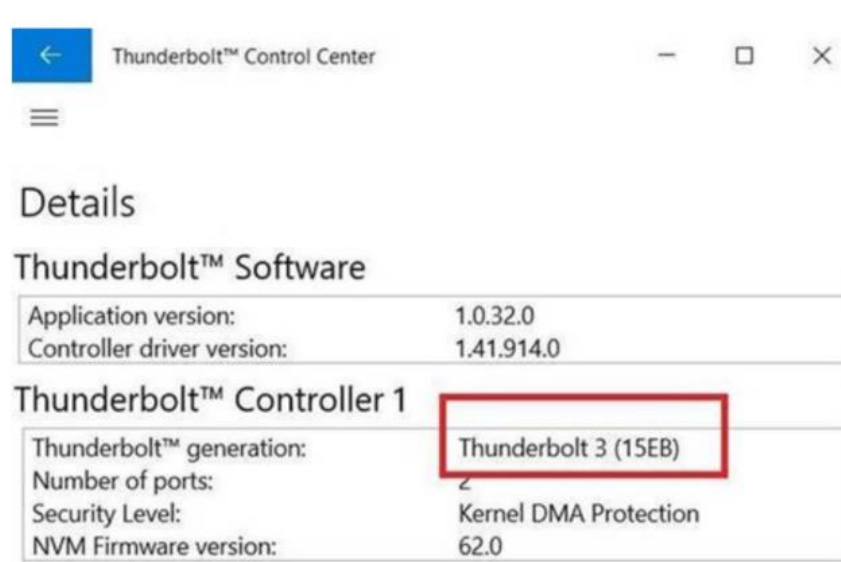 Thunderbolt™ Control Center
Details
Thunderbolt™ Software
Application version: 1.0.32.0
Controller driver version: 1.41.914.0
Thunderbolt™ Controller 1
Thunderbolt™ generation: Thunderbolt 3 (15EB)
Number of ports: 2
Security Level: Kernel DMA Protection
NVM Firmware version: 62.0